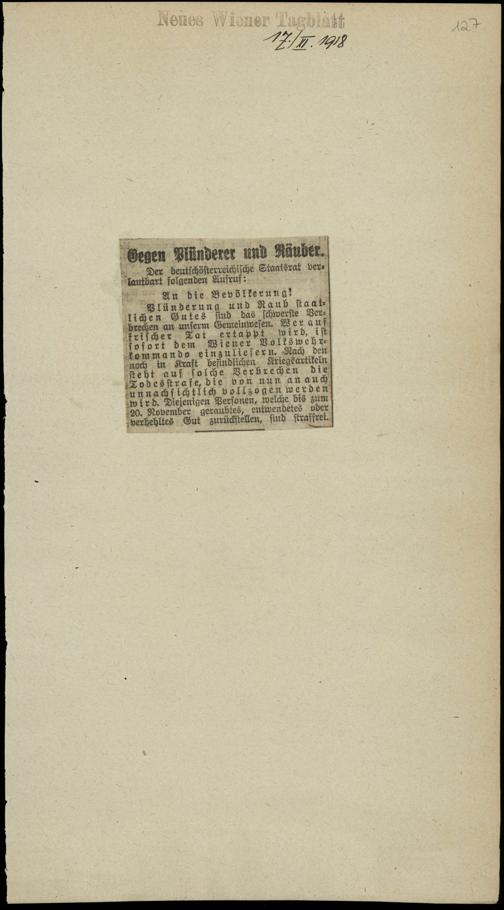 Neues Wiener Tagblatt
127
17./XI. 1918
Gegen Plünderer und Räuber.
Der deutschösterreichische Staatsrat ver-
lautbart folgenden Aufruf:
An die Bevölkerung!
Plünderung und Raub staat-
lichen Gutes sind das schwerste Ver-
brechen an unserm Gemeinwesen. Wer auf
frischer Tat ertappt wird, ist
sofort dem Wiener Volkswehr-
kommando einzuliefern. Nach den
noch in Kraft befindlichen Kriegsartikeln
steht auf solche Verbrechen die
Todesstrafe, die von nun an auch
unnachsichtlich vollzogen werden
wird. Diejenigen Personen, welche bis zum
20. November geraubtes, entwendetes oder
verhehltes Gut zurückstellen, sind straffrei.